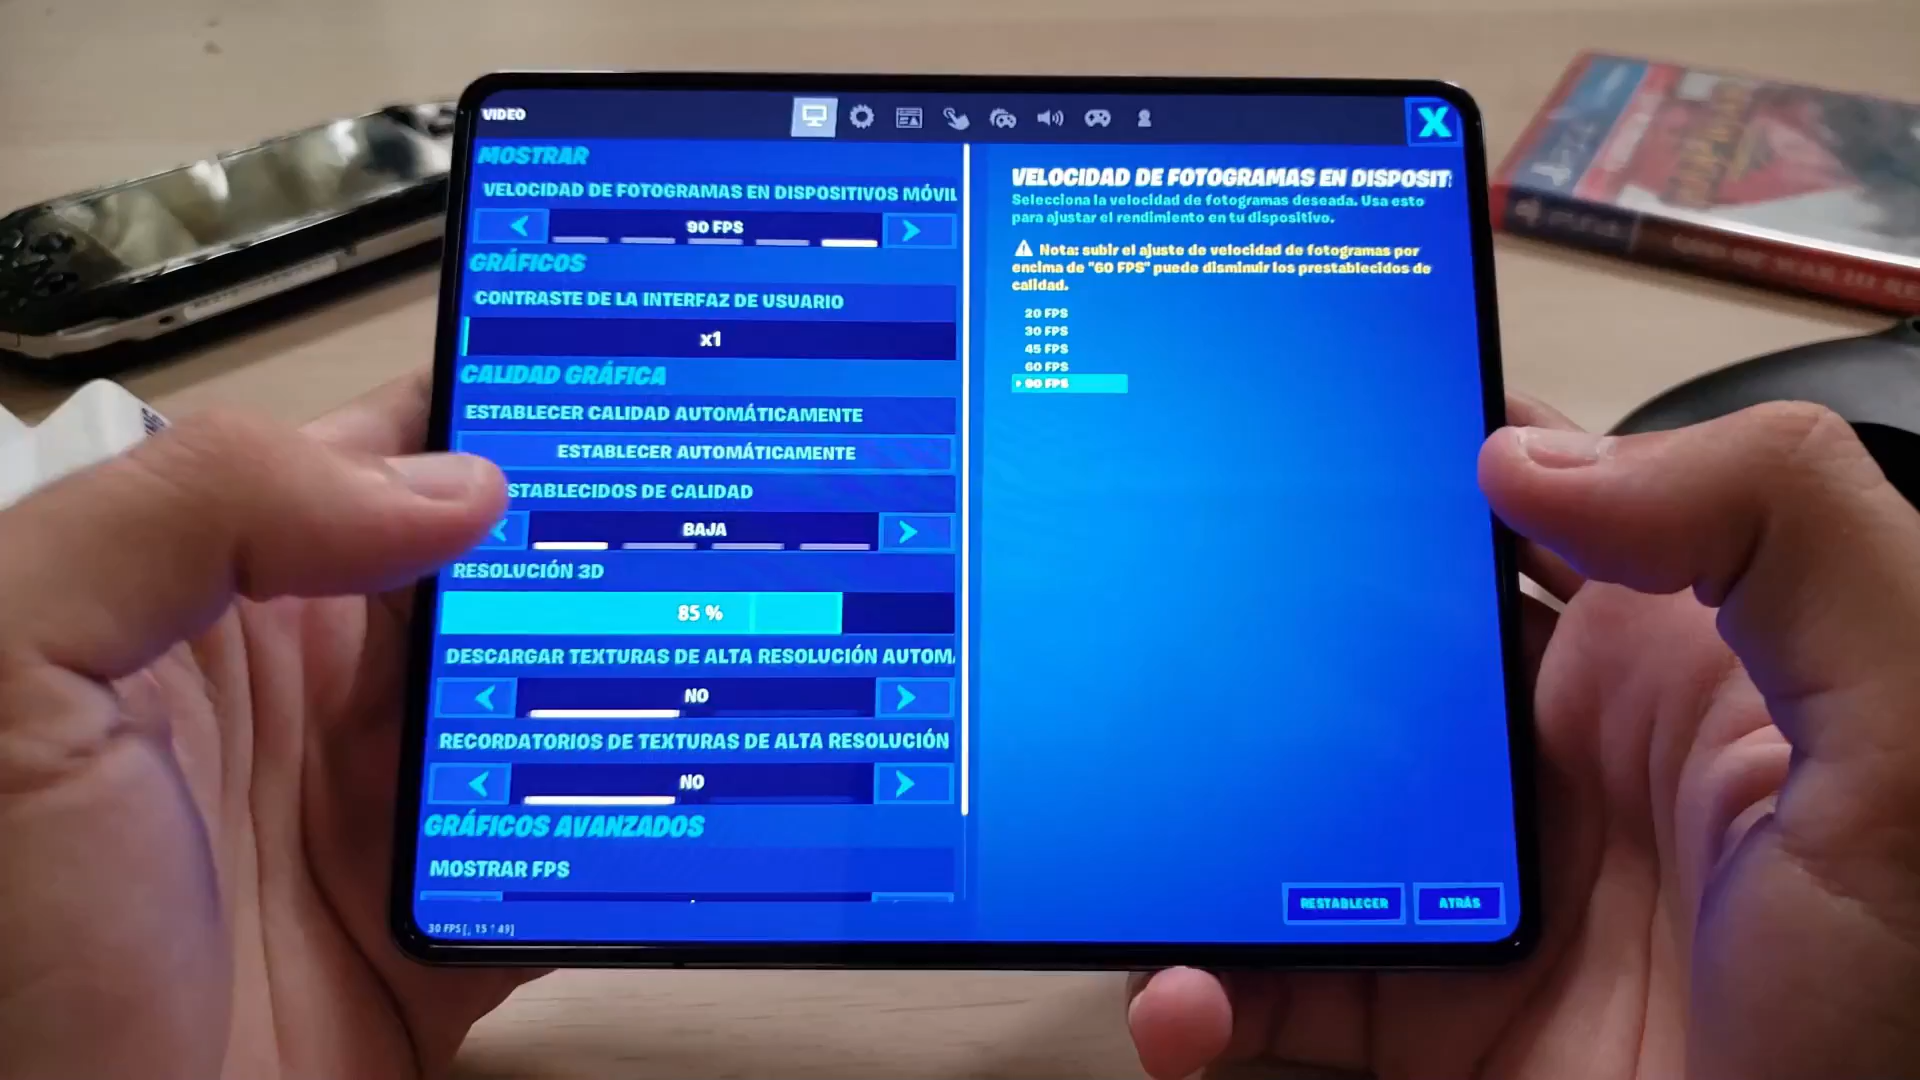 VIDEO
MOSTRAR
VELOCIDAD DE FOTOGRAMAS EN DISPOSITIVOS MÓVIL
90 FPS
GRÁFICOS
CONTRASTE DE LA INTERFAZ DE USUARIO
x1
CALIDAD GRÁFICA
ESTABLECER CALIDAD AUTOMÁTICAMENTE
ESTABLECER AUTOMÁTICAMENTE
STABLECIDOS DE CALIDAD
BAJA
RESOLUCIÓN 3D
85 %
DESCARGAR TEXTURAS DE ALTA RESOLUCIÓN AUTOM
NO
RECORDATORIOS DE TEXTURAS DE ALTA RESOLUCIÓN
NO
GRÁFICOS AVANZADOS
MOSTRAR FPS
30 FPS [, 15 ↑ 49]
X
VELOCIDAD DE FOTOGRAMAS EN DISPOSIT
Selecciona la velocidad de fotogramas deseada. Usa esto
para ajustar el rendimiento en tu dispositivo.
Nota: subir el ajuste de velocidad de fotogramas por
encima de "60 FPS" puede disminuir los prestablecidos de
calidad.
20 FPS
30 FPS
45 FPS
60 FPS
90 FPS
RESTABLECER
ATRÁS